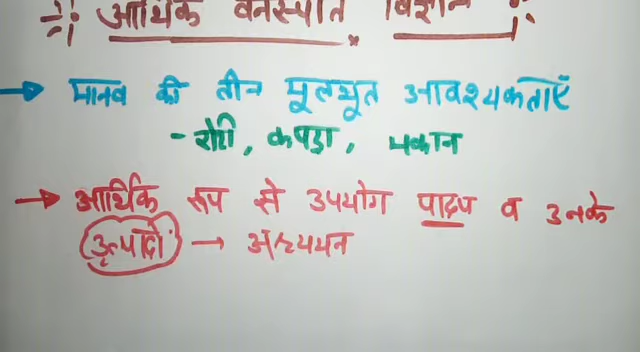 आर्थिक वनस्पति विज्ञान
→ मानव की तीन मूलभूत आवश्यकताएँ
- रोटी, कपड़ा, मकान
→ आर्थिक रूप से उपयोग पादप व उनके
उत्पादों → अध्ययन